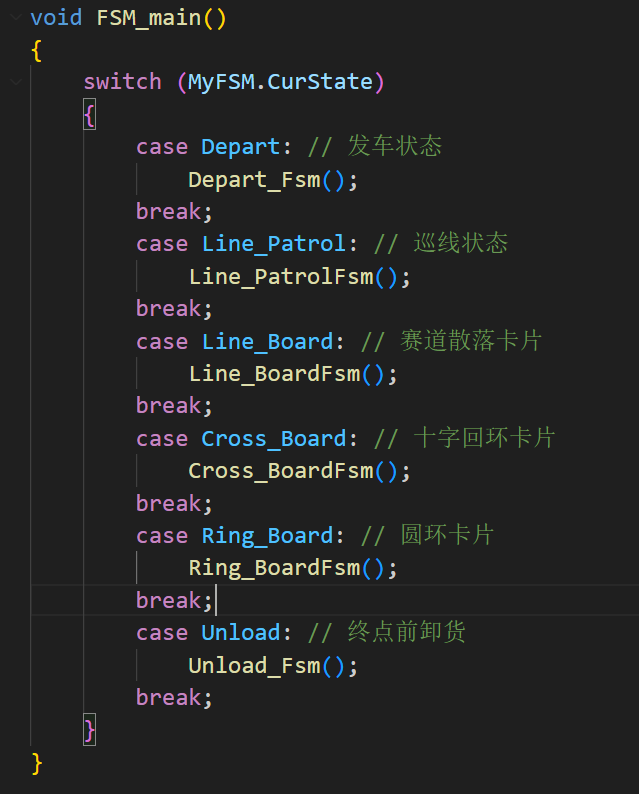 void FSM_main()
{
    switch (MyFSM.CurState)
    {
        case Depart: // 发车状态
            Depart_Fsm();
        break;
        case Line_Patrol: // 巡线状态
            Line_PatrolFsm();
        break;
        case Line_Board: // 赛道散落卡片
            Line_BoardFsm();
        break;
        case Cross_Board: // 十字回环卡片
            Cross_BoardFsm();
        break;
        case Ring_Board: // 圆环卡片
            Ring_BoardFsm();
        break;
        case Unload: // 终点前卸货
            Unload_Fsm();
        break;
    }
}